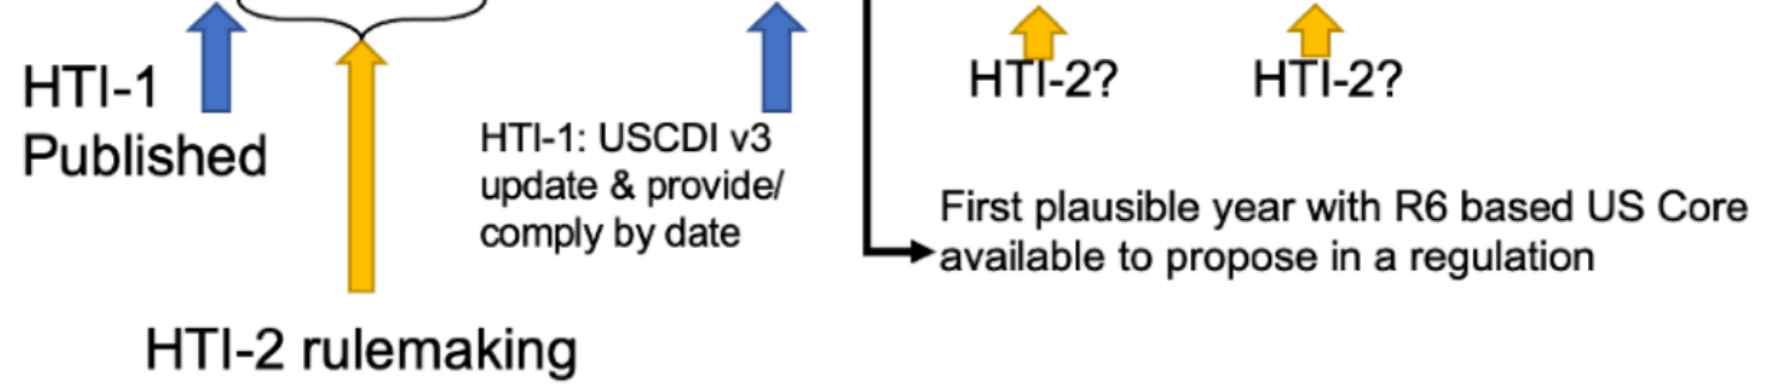 HTI-1
Published
HTI-1: USCDI v3
update & provide/
comply by date
HTI-2 rulemaking
HTI-2?
HTI-2?
First plausible year with R6 based US Core
available to propose in a regulation